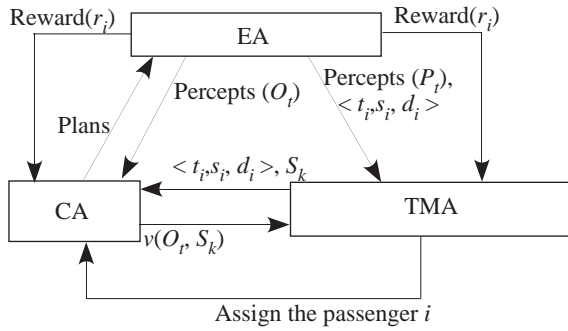 Reward(r_i)
Reward(r_i)
EA
Percepts (P_t),
< t_i,s_i, d_i >
Percepts (O_t)
Plans
< t_i,s_i, d_i >, S_k
CA
TMA
v(O_t, S_k)
Assign the passenger i